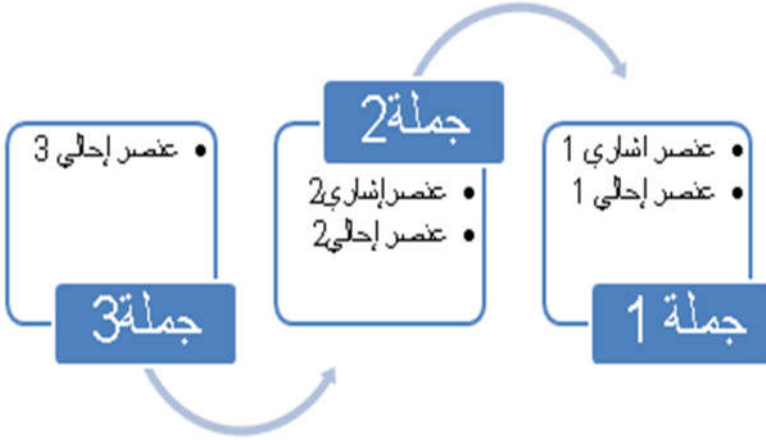 عنصر اشاري 1
عنصر إحالي 1
جملة 1
جملة2
عنصر إشاري2
عنصر إحالي2
عنصر إحالي 3
جملة3